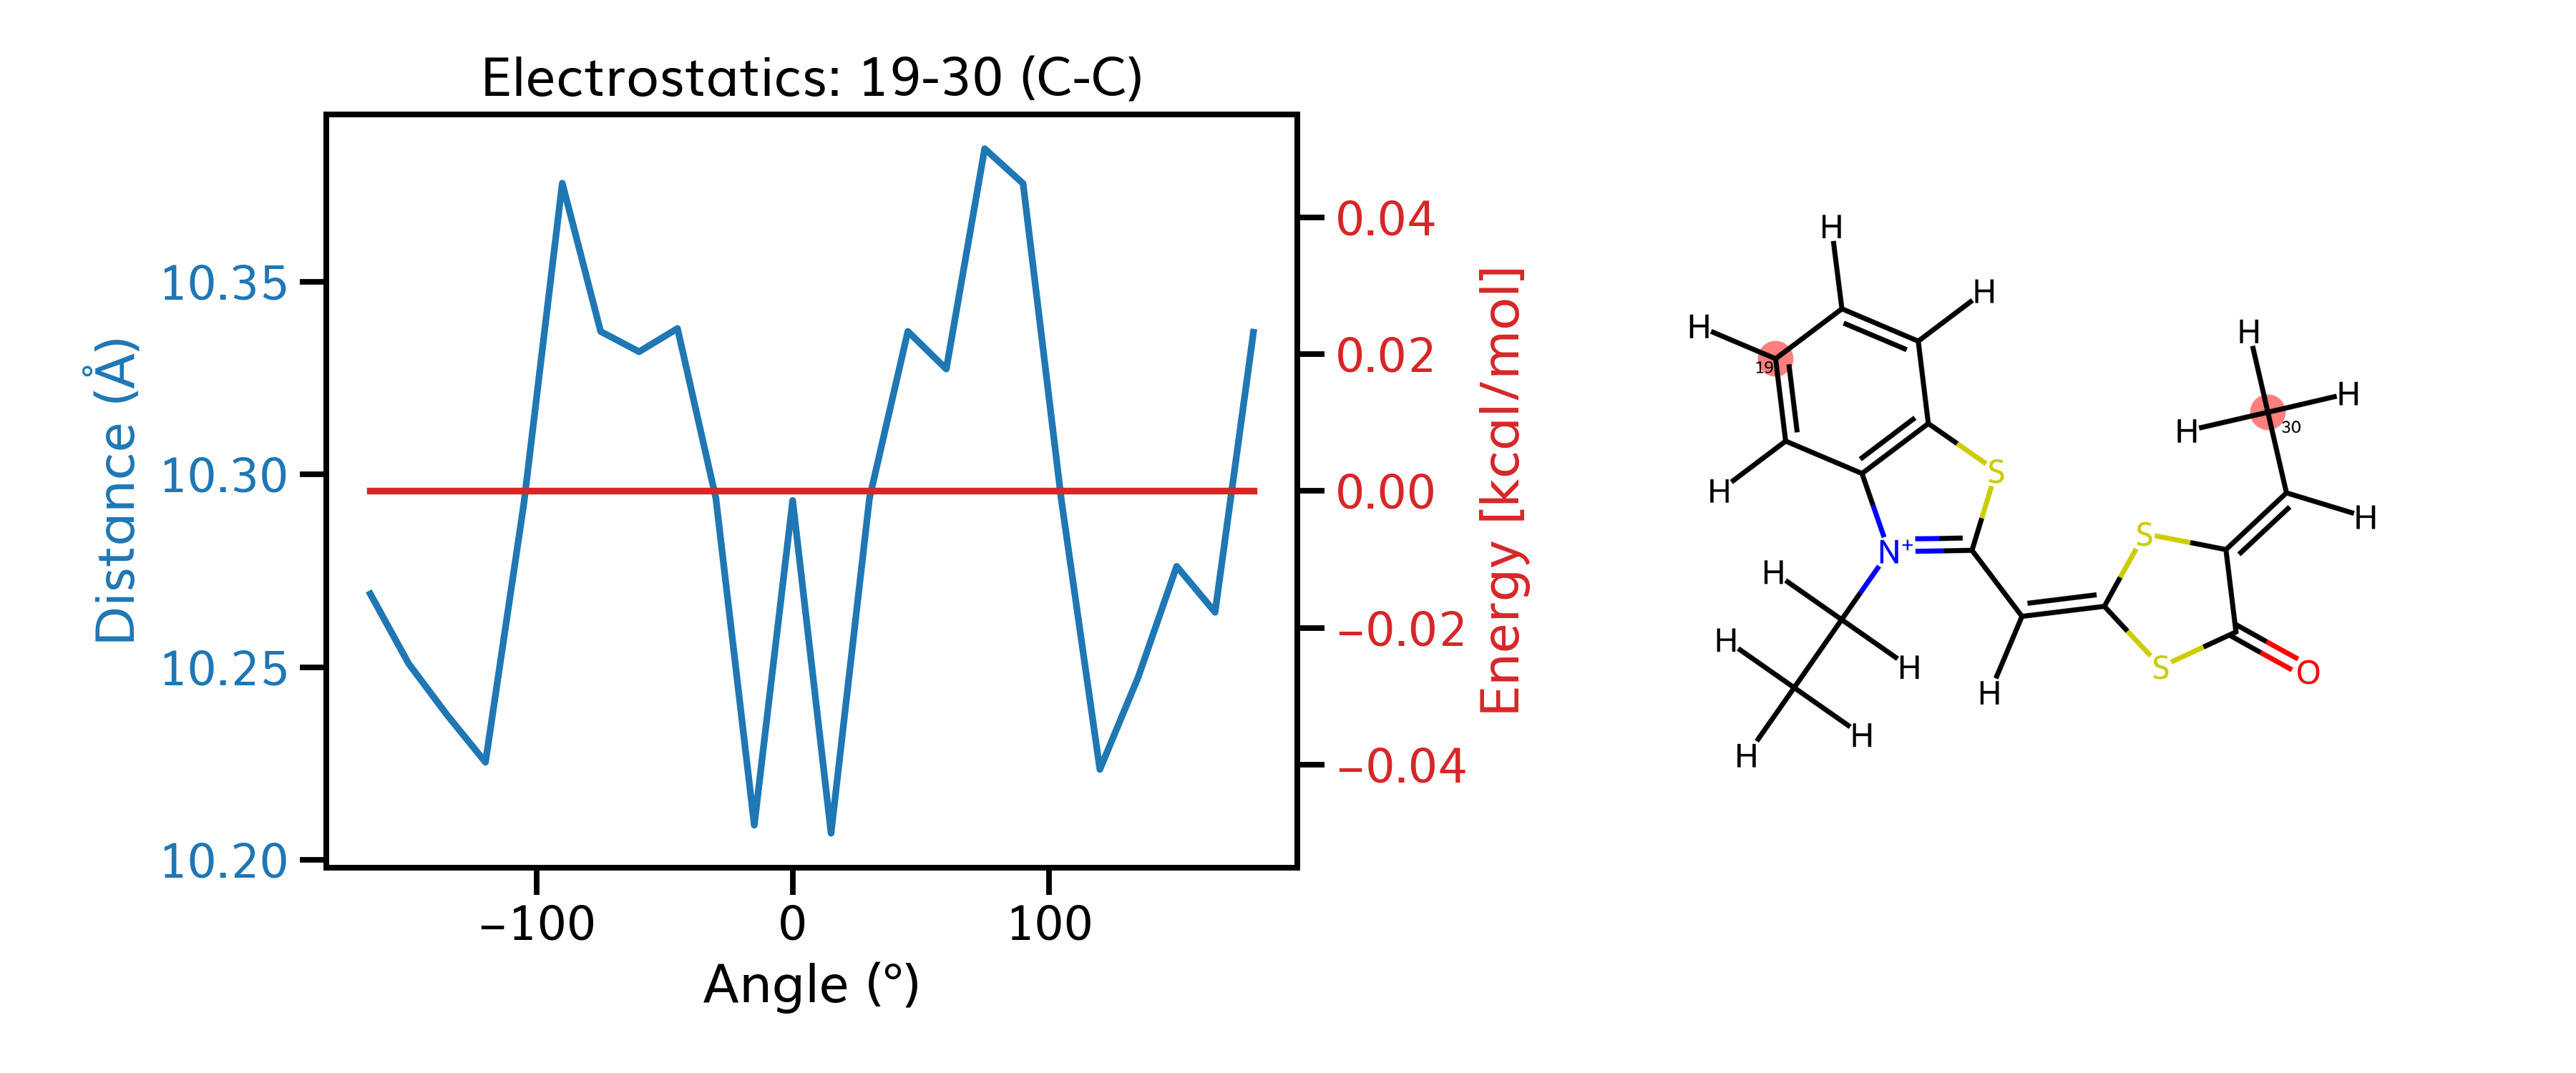 Electrostatics: 19-30 (C-C)
Distance (Å)
10.35
10.30
10.25
10.20
−100
0
100
Angle (°)
0.04
0.02
0.00
−0.02
−0.04
Energy [kcal/mol]
H
H
H
H
19
H
H
H
30
S
H
H
N⁺
S
H
H
H
S
O
H
H
H